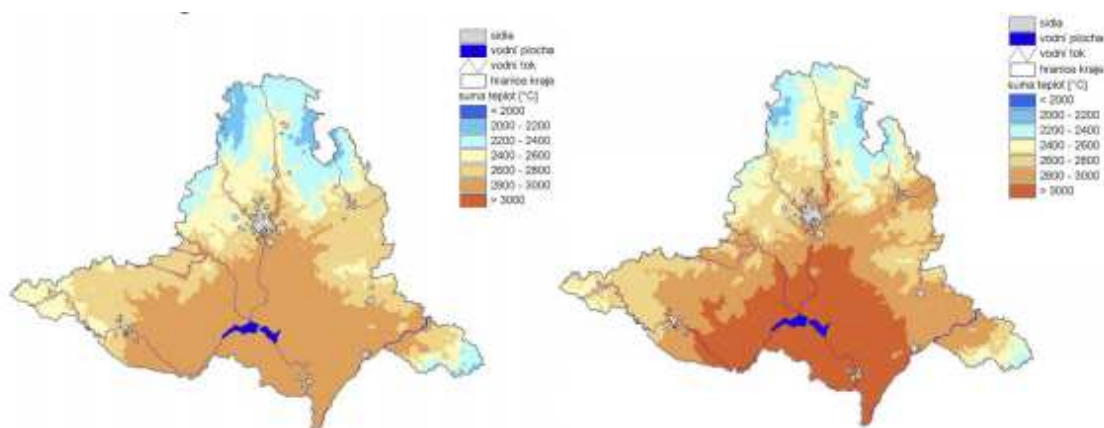 sídla
vodní plocha
vodní tok
hranice kraje
suma teplot [°C]
< 2000
2000 - 2200
2200 - 2400
2400 - 2600
2600 - 2800
2800 - 3000
> 3000
sídla
vodní plocha
vodní tok
hranice kraje
suma teplot [°C]
< 2000
2000 - 2200
2200 - 2400
2400 - 2600
2600 - 2800
2800 - 3000
> 3000